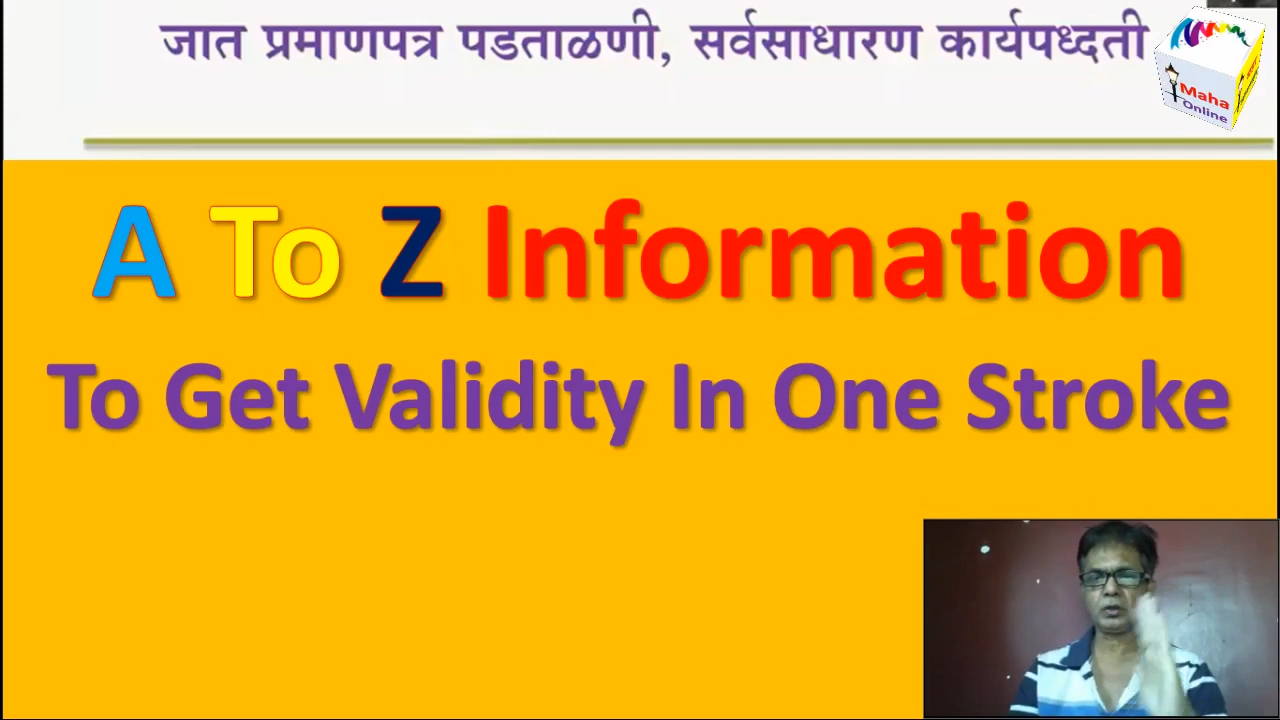 जात प्रमाणपत्र पडताळणी, सर्वसाधारण कार्यपध्दती
Maha
Online
A To Z Information
To Get Validity In One Stroke